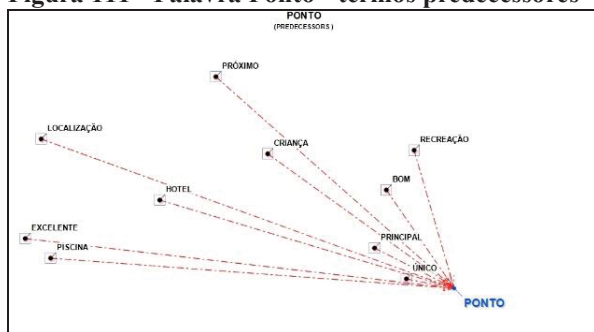 Figura 111 - Palavra Ponto - termos predecessores
PONTO
(PREDECESSORS)
PRÓXIMO
LOCALIZAÇÃO
CRIANÇA
RECREAÇÃO
HOTEL
BOM
EXCELENTE
PRINCIPAL
PISCINA
ÚNICO
PONTO